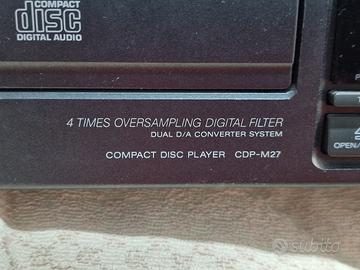 COMPACT
disc
DIGITAL AUDIO
4 TIMES OVERSAMPLING DIGITAL FILTER
DUAL D/A CONVERTER SYSTEM
COMPACT DISC PLAYER CDP-M27
OPEN/
subito